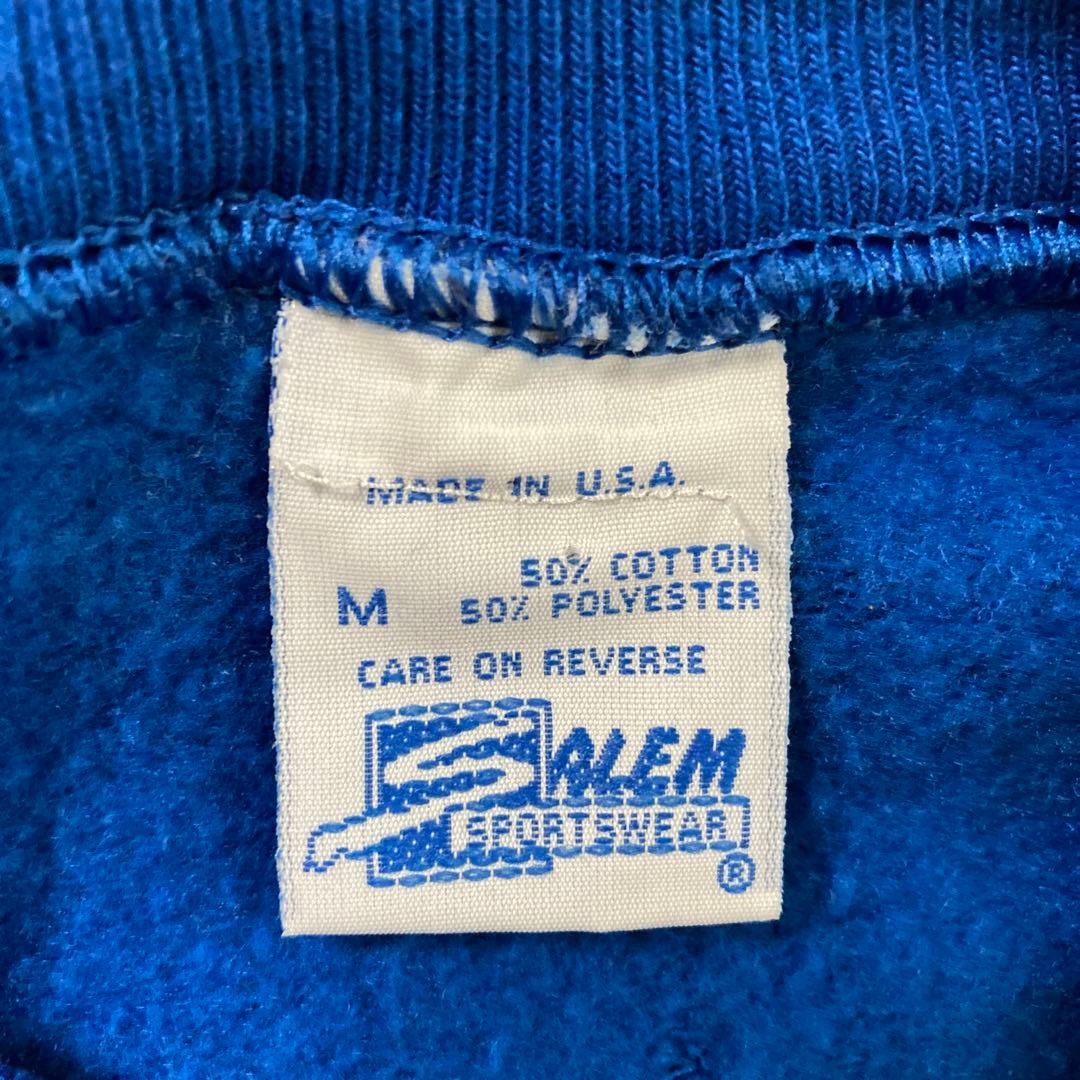 MADE IN U.S.A.
50% COTTON
M 50% POLYESTER
CARE ON REVERSE
SALEM
SPORTSWEAR
®